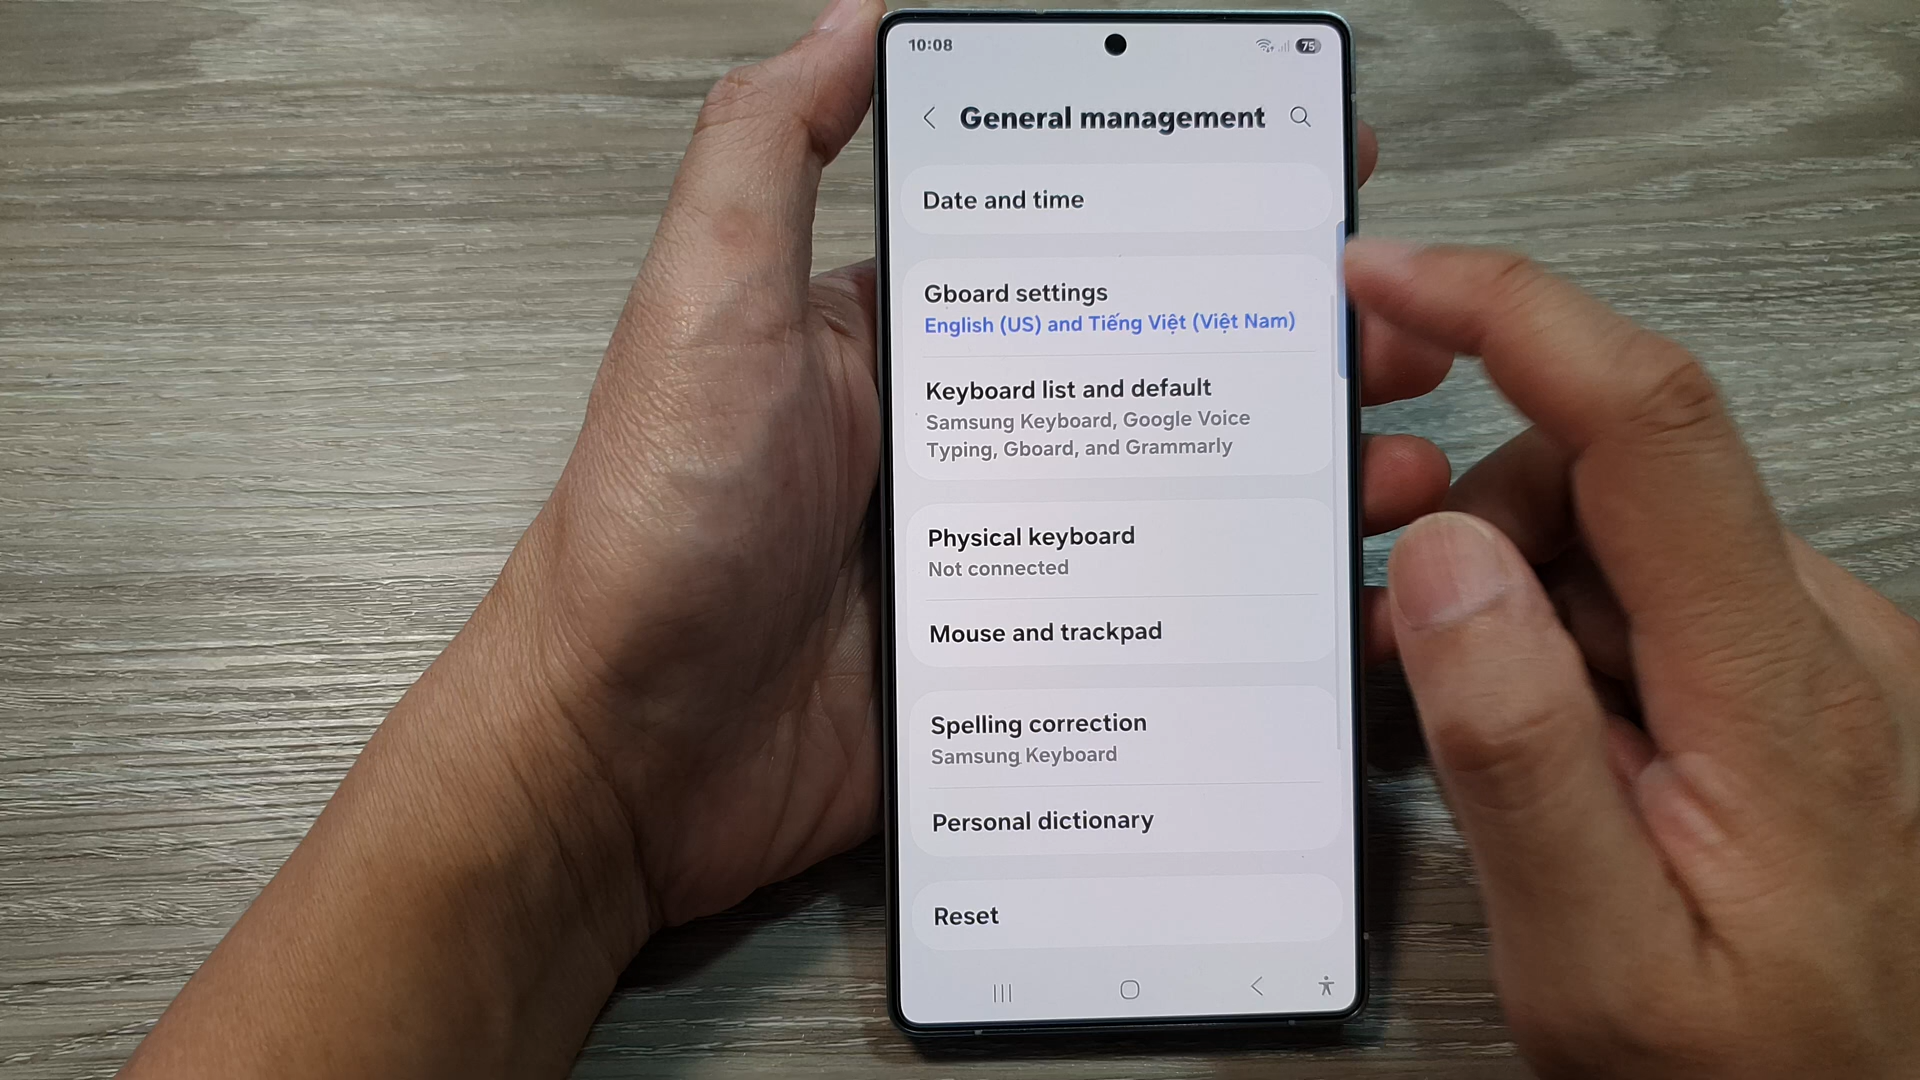 10:08
75
General management
Date and time
Gboard settings
English (US) and Tiếng Việt (Việt Nam)
Keyboard list and default
Samsung Keyboard, Google Voice
Typing, Gboard, and Grammarly
Physical keyboard
Not connected
Mouse and trackpad
Spelling correction
Samsung Keyboard
Personal dictionary
Reset